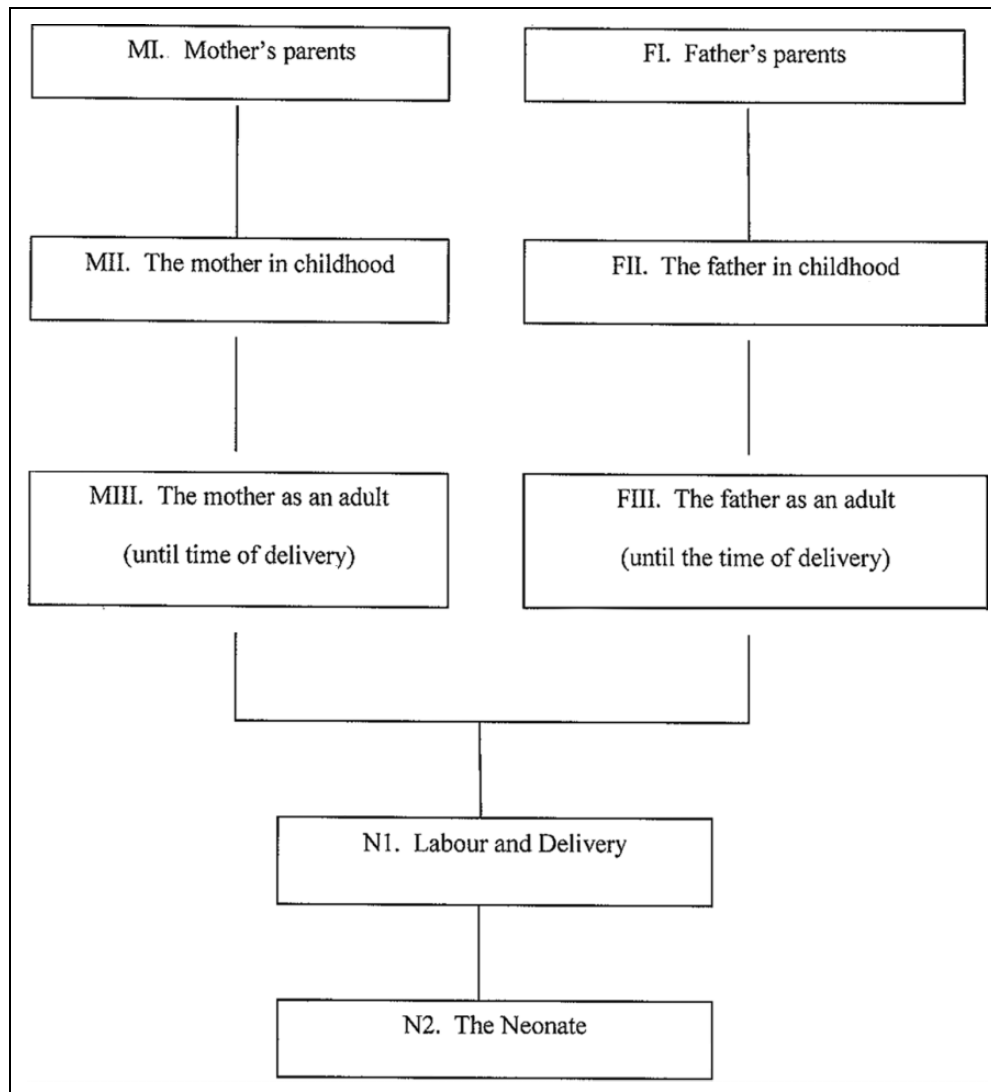 MI. Mother's parents
FI. Father's parents
MII. The mother in childhood
FII. The father in childhood
MIII. The mother as an adult
(until time of delivery)
FIII. The father as an adult
(until the time of delivery)
N1. Labour and Delivery
N2. The Neonate